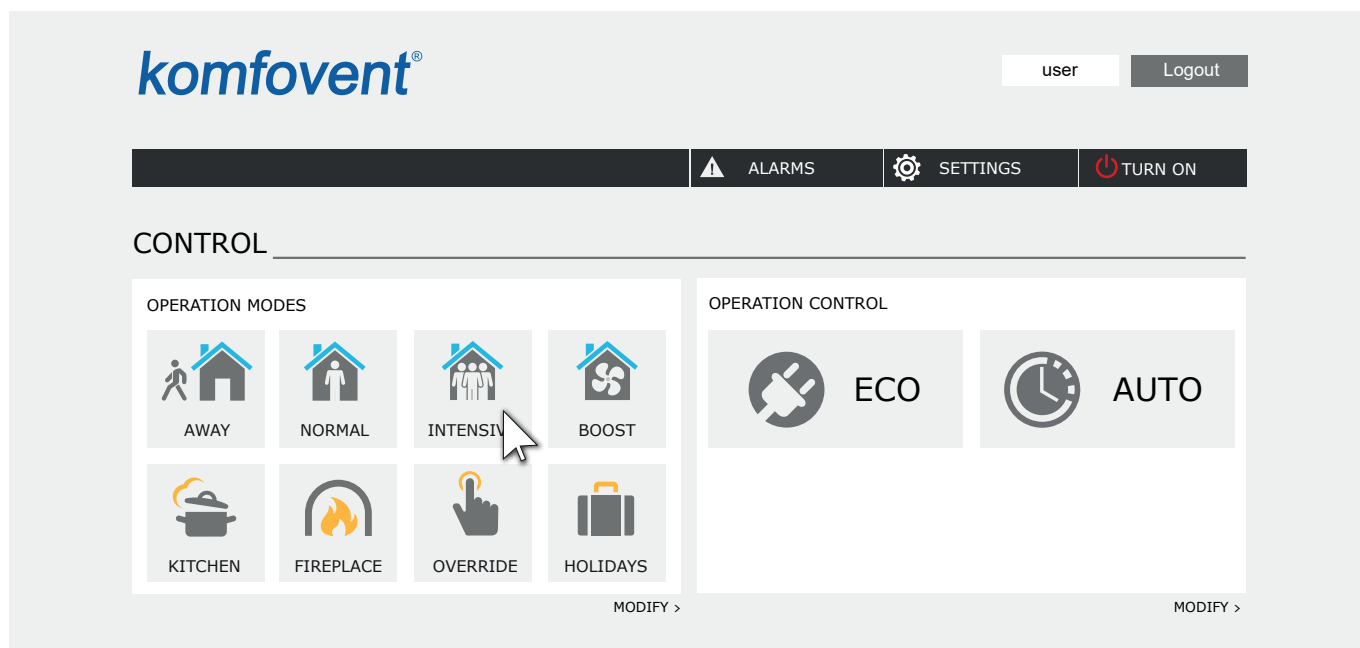 komfovent®
user Logout
ALARMS SETTINGS TURN ON
CONTROL
OPERATION MODES
AWAY NORMAL INTENSIV BOOST
KITCHEN FIREPLACE OVERRIDE HOLIDAYS
MODIFY >
OPERATION CONTROL
ECO AUTO
MODIFY >